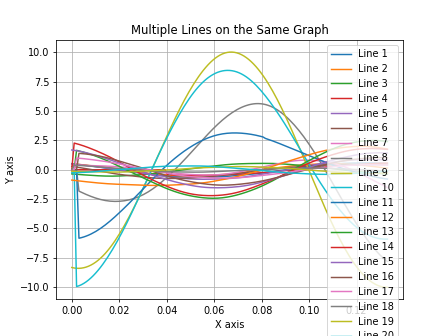 Multiple Lines on the Same Graph
Y axis
10.0
7.5
5.0
2.5
0.0
−2.5
−5.0
−7.5
−10.0
0.00
0.02
0.04
0.06
0.08
0.10
X axis
Line 1
Line 2
Line 3
Line 4
Line 5
Line 6
Line 7
Line 8
Line 9
Line 10
Line 11
Line 12
Line 13
Line 14
Line 15
Line 16
Line 17
Line 18
Line 19
Line 20